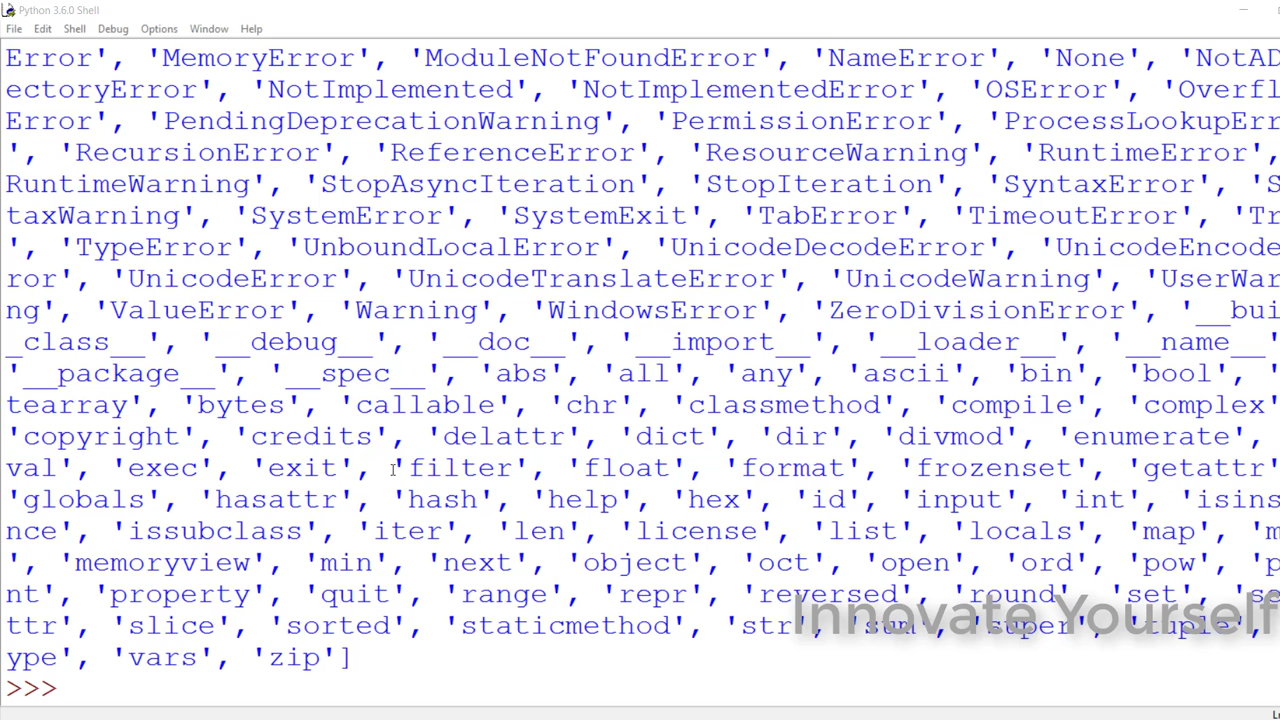 Python 3.6.0 Shell
File Edit Shell Debug Options Window Help
Error', 'MemoryError', 'ModuleNotFoundError', 'NameError', 'None', 'NotAD
ectoryError', 'NotImplemented', 'NotImplementedError', 'OSError', 'Overfl
Error', 'PendingDeprecationWarning', 'PermissionError', 'ProcessLookupErr
', 'RecursionError', 'ReferenceError', 'ResourceWarning', 'RuntimeError',
RuntimeWarning', 'StopAsyncIteration', 'StopIteration', 'SyntaxError', 'S
taxWarning', 'SystemError', 'SystemExit', 'TabError', 'TimeoutError', 'Tr
', 'TypeError', 'UnboundLocalError', 'UnicodeDecodeError', 'UnicodeEncode
ror', 'UnicodeError', 'UnicodeTranslateError', 'UnicodeWarning', 'UserWar
ng', 'ValueError', 'Warning', 'WindowsError', 'ZeroDivisionError', '__bui
_class__', '__debug__', '__doc__', '__import__', '__loader__', '__name__'
'__package__', '__spec__', 'abs', 'all', 'any', 'ascii', 'bin', 'bool', '
tearray', 'bytes', 'callable', 'chr', 'classmethod', 'compile', 'complex'
'copyright', 'credits', 'delattr', 'dict', 'dir', 'divmod', 'enumerate',
val', 'exec', 'exit', 'filter', 'float', 'format', 'frozenset', 'getattr'
'globals', 'hasattr', 'hash', 'help', 'hex', 'id', 'input', 'int', 'isins
nce', 'issubclass', 'iter', 'len', 'license', 'list', 'locals', 'map', 'm
', 'memoryview', 'min', 'next', 'object', 'oct', 'open', 'ord', 'pow', 'p
nt', 'property', 'quit', 'range', 'repr', 'reversed', 'round', 'set', 'se
ttr', 'slice', 'sorted', 'staticmethod', 'str', 'sum', 'super', 'tuple',
Innovate Yourself
ype', 'vars', 'zip']
>>>